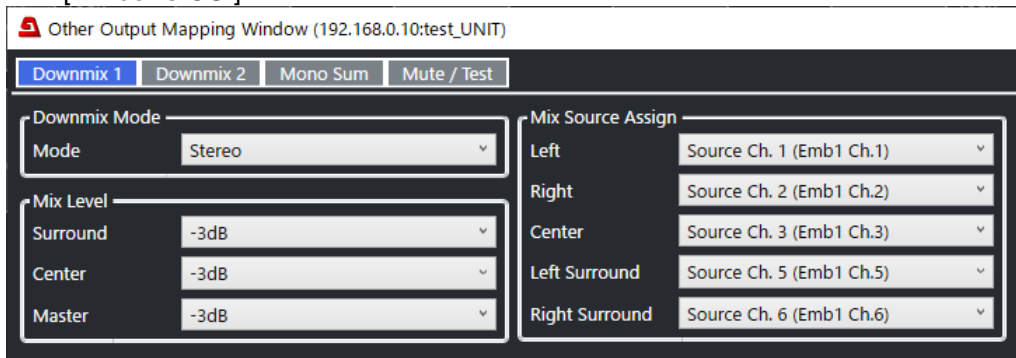 Other Output Mapping Window (192.168.0.10:test_UNIT)
Downmix 1 Downmix 2 Mono Sum Mute / Test
Downmix Mode
Mode Stereo
Mix Level
Surround -3dB
Center -3dB
Master -3dB
Mix Source Assign
Left Source Ch. 1 (Emb1 Ch.1)
Right Source Ch. 2 (Emb1 Ch.2)
Center Source Ch. 3 (Emb1 Ch.3)
Left Surround Source Ch. 5 (Emb1 Ch.5)
Right Surround Source Ch. 6 (Emb1 Ch.6)